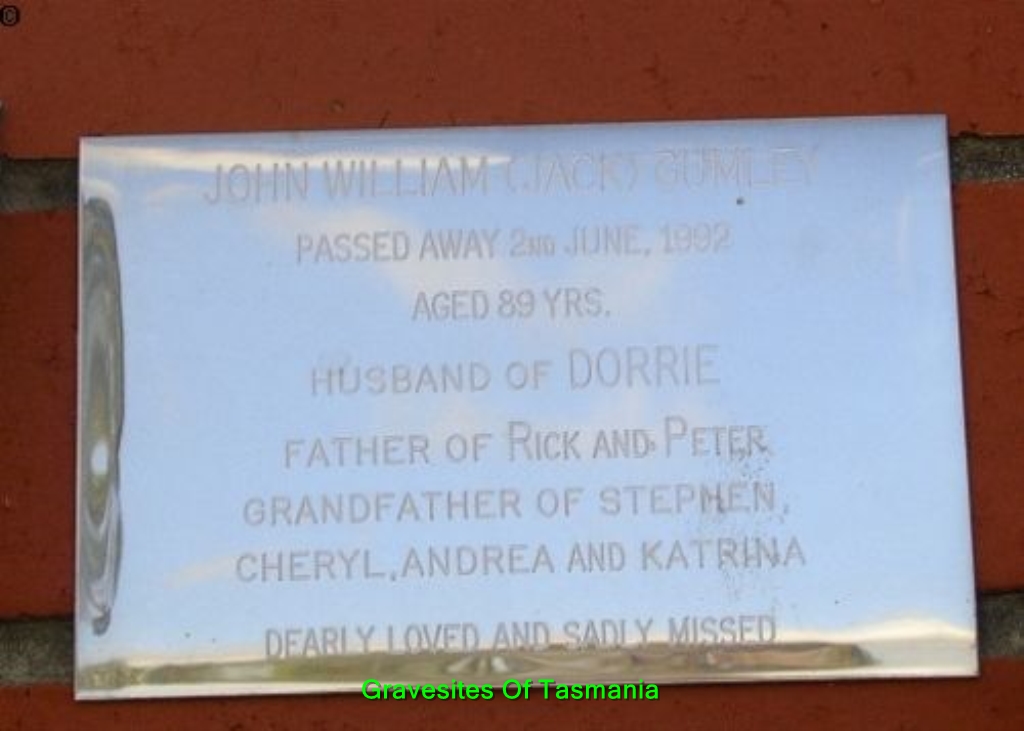 ©
JOHN WILLIAM (JACK) GUMLEY
PASSED AWAY 2ND JUNE, 1992
AGED 89 YRS.
HUSBAND OF DORRIE
FATHER OF RICK AND PETER
GRANDFATHER OF STEPHEN,
CHERYL, ANDREA AND KATRINA
DEARLY LOVED AND SADLY MISSED
Gravesites Of Tasmania